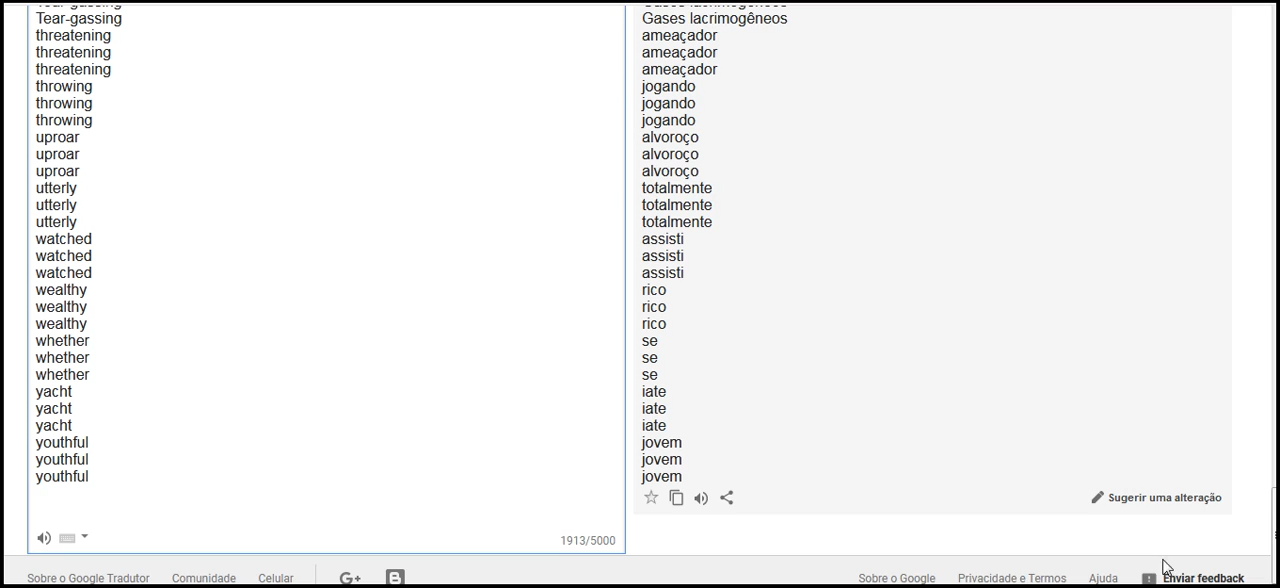 Tear-gassing
threatening
threatening
threatening
throwing
throwing
throwing
uproar
uproar
uproar
utterly
utterly
utterly
watched
watched
watched
wealthy
wealthy
wealthy
whether
whether
whether
yacht
yacht
yacht
youthful
youthful
youthful
1913/5000
Gases lacrimogêneos
ameaçador
ameaçador
ameaçador
jogando
jogando
jogando
alvoroço
alvoroço
alvoroço
totalmente
totalmente
totalmente
assisti
assisti
assisti
rico
rico
rico
se
se
se
iate
iate
iate
jovem
jovem
jovem
Sugerir uma alteração
Sobre o Google Tradutor Comunidade Celular G+ Sobre o Google Privacidade e Termos Ajuda Enviar feedback